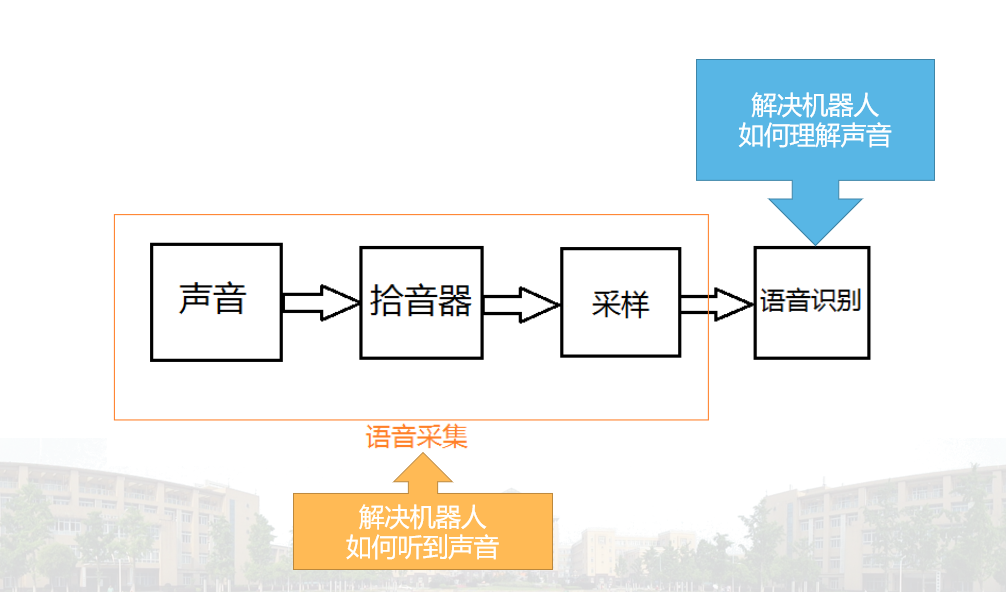 解决机器人
如何理解声音
声音
拾音器
采样
语音识别
语音采集
解决机器人
如何听到声音